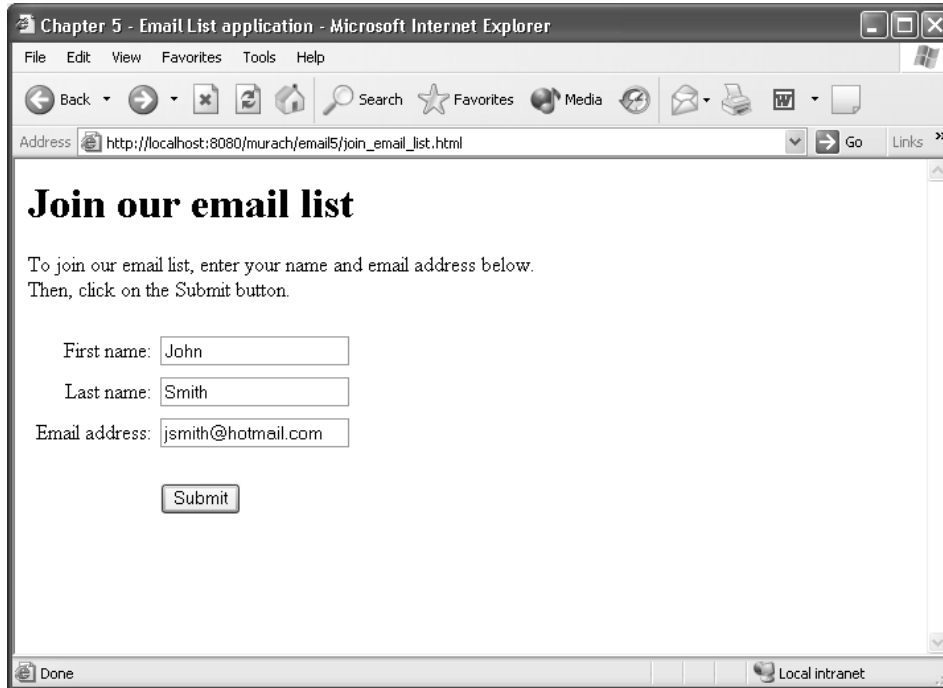 Chapter 5 - Email List application - Microsoft Internet Explorer
File Edit View Favorites Tools Help
Back Search Favorites Media
Address http://localhost:8080/murach/email5/join_email_list.html Go Links »
Join our email list
To join our email list, enter your name and email address below.
Then, click on the Submit button.
First name: John
Last name: Smith
Email address: jsmith@hotmail.com
Submit
Done Local intranet